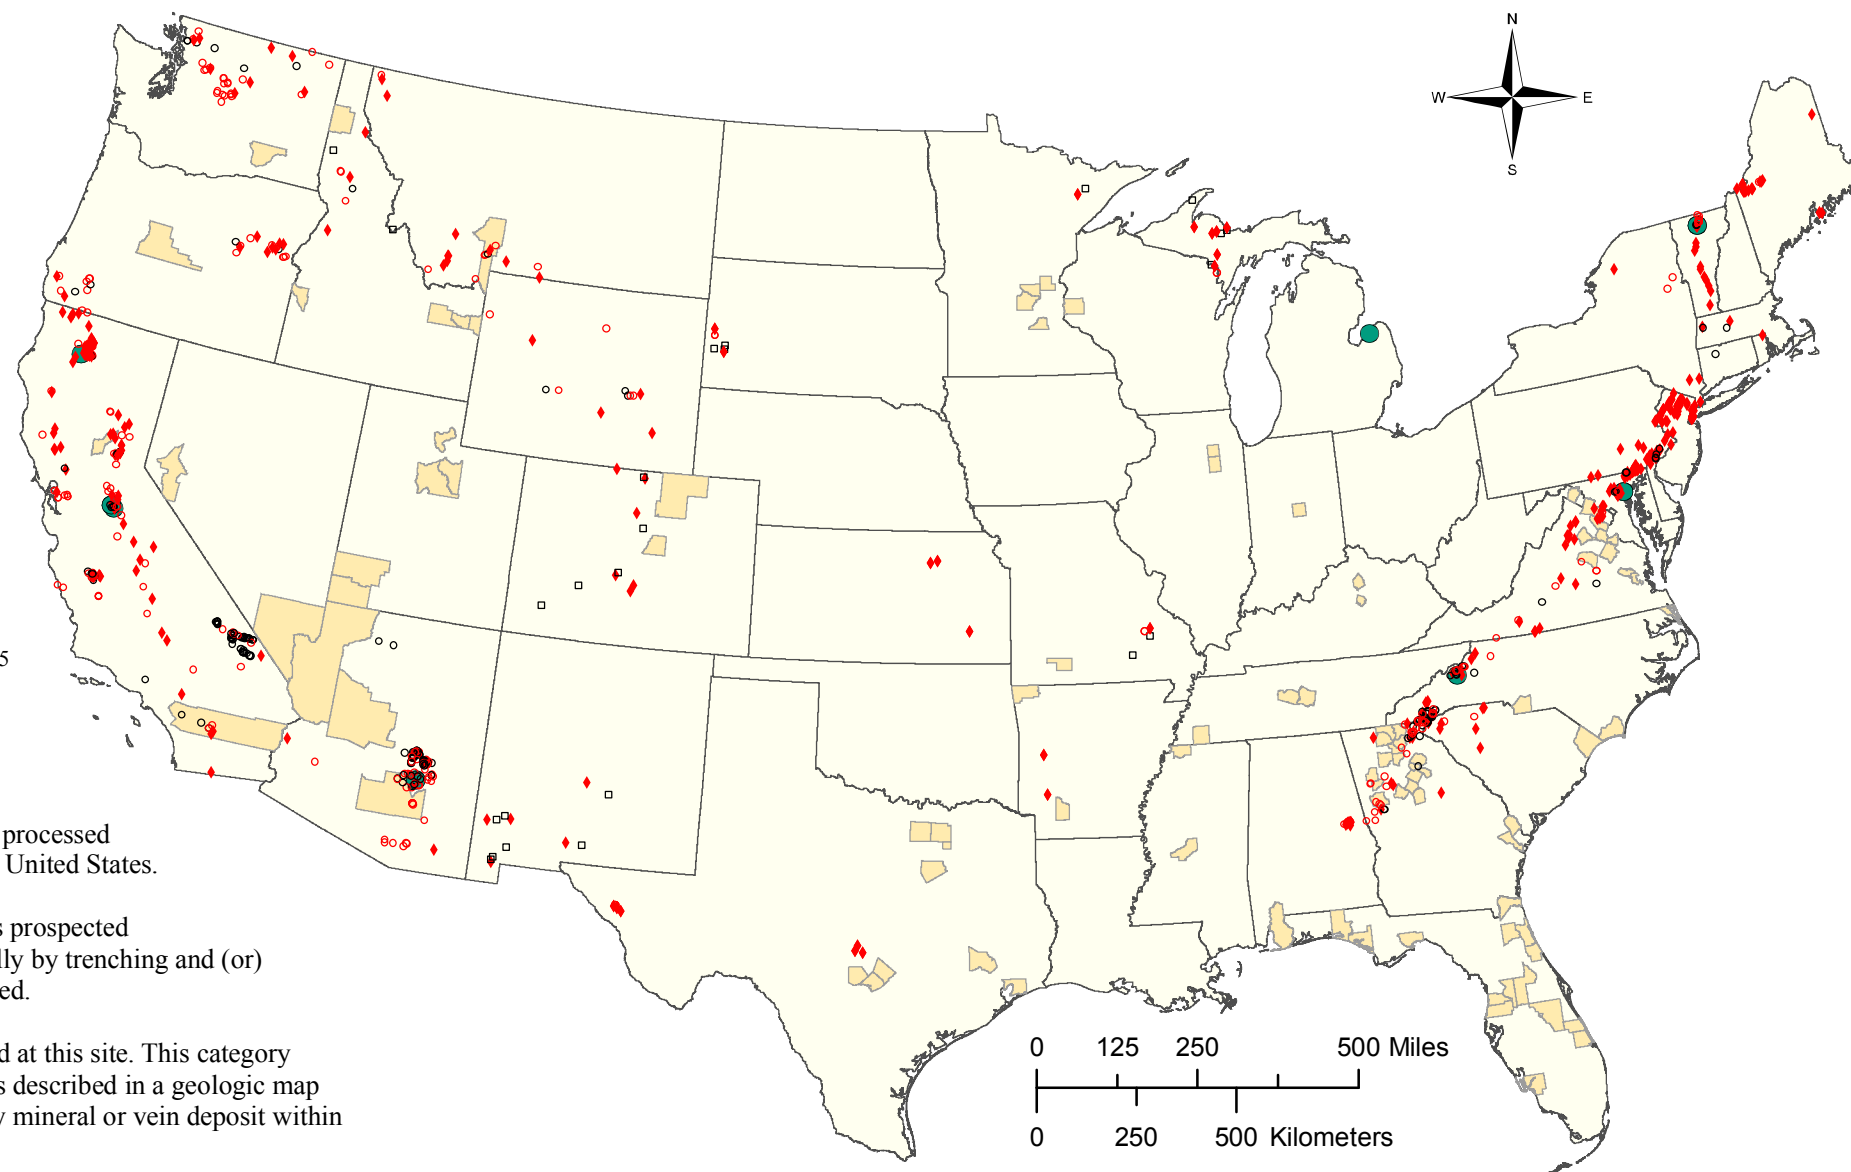 N
W E
S
5
processed
United States.
s prospected
lly by trenching and (or)
ed.
d at this site. This category
s described in a geologic map
y mineral or vein deposit within
0 125 250 500 Miles
0 250 500 Kilometers